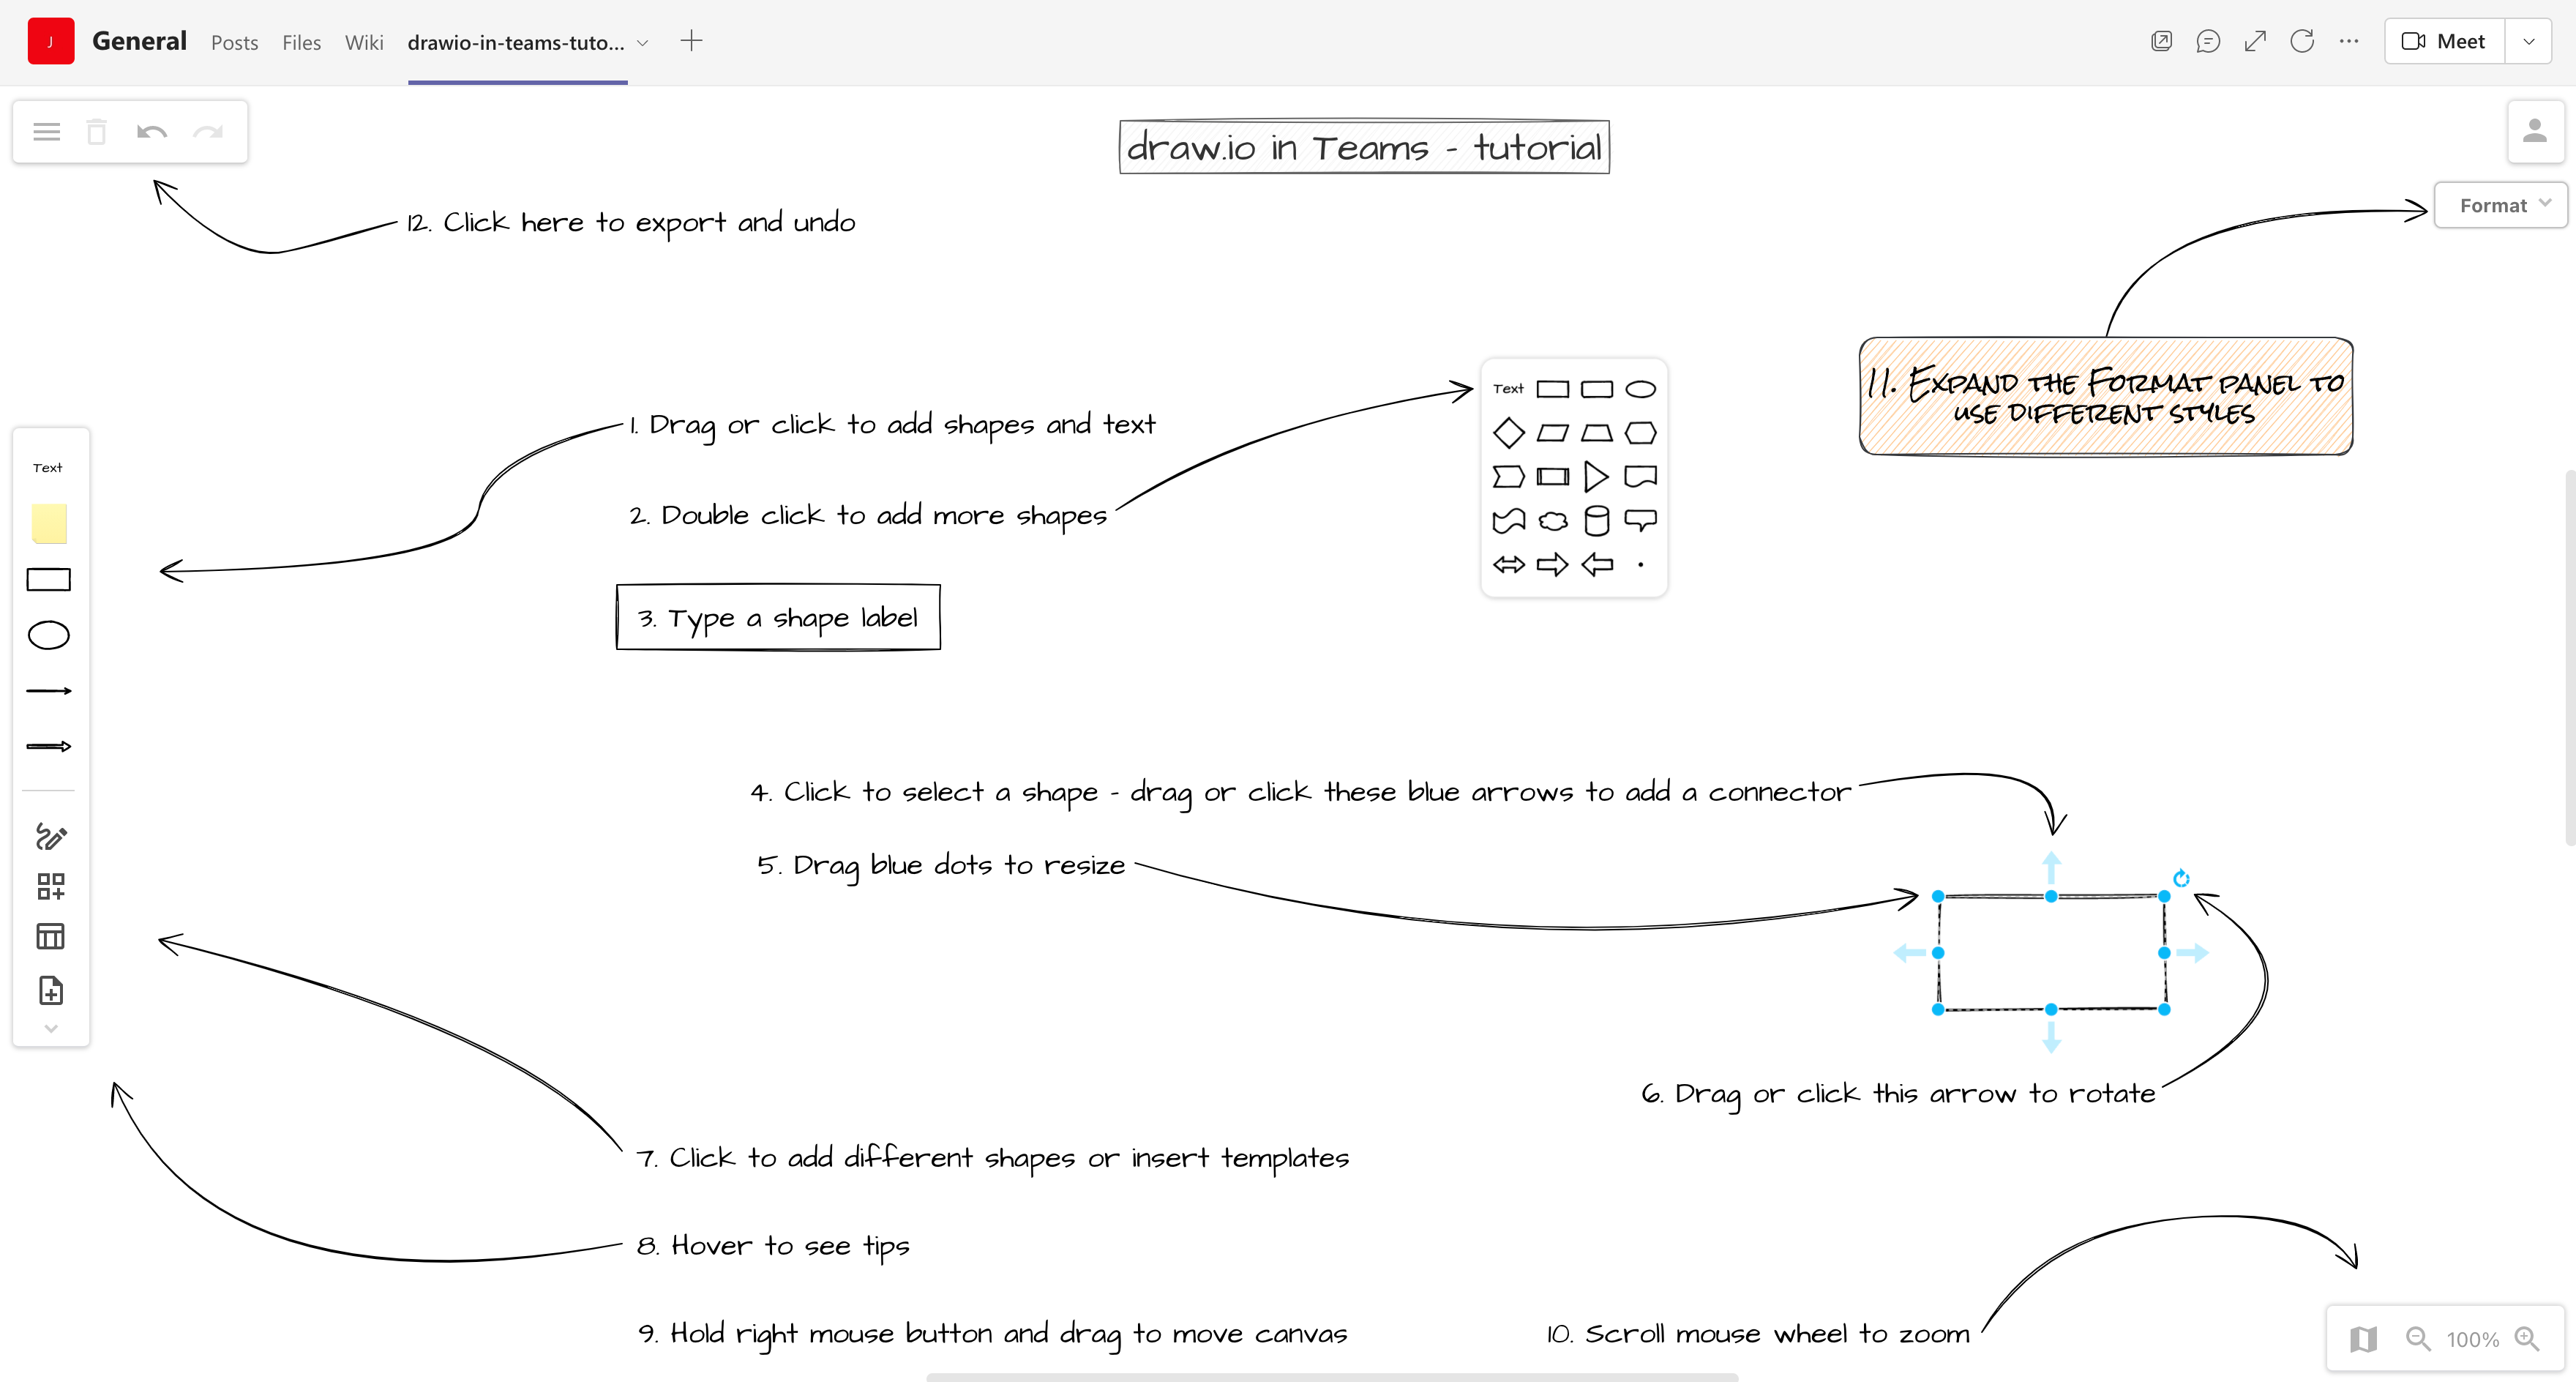 J
General
Posts
Files
Wiki
drawio-in-teams-tuto...
Meet
draw.io in Teams - tutorial
Format
12. Click here to export and undo
11. Expand the Format panel to
use different styles
Text
1. Drag or click to add shapes and text
Text
2. Double click to add more shapes
3. Type a shape label
4. Click to select a shape - drag or click these blue arrows to add a connector
5. Drag blue dots to resize
6. Drag or click this arrow to rotate
7. Click to add different shapes or insert templates
8. Hover to see tips
9. Hold right mouse button and drag to move canvas
10. Scroll mouse wheel to zoom
100%